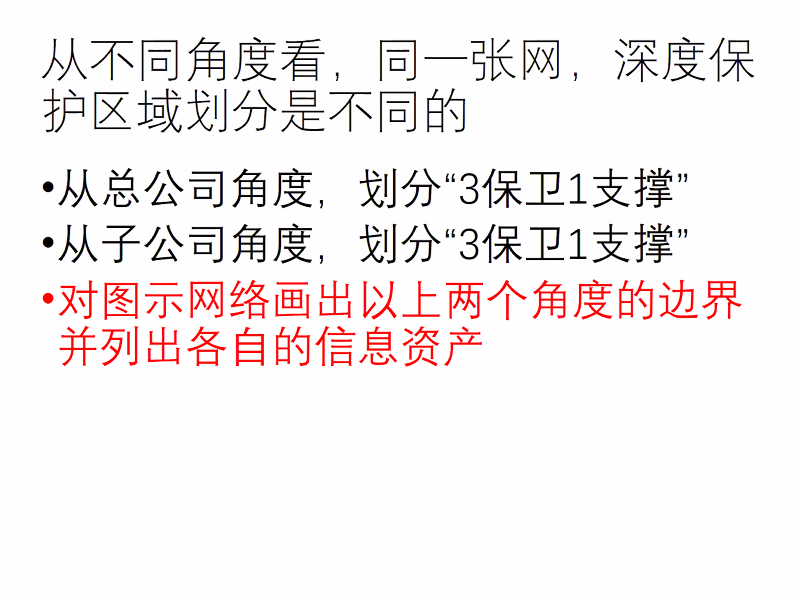 从不同角度看，同一张网，深度保
护区域划分是不同的
•从总公司角度，划分“3保卫1支撑”
•从子公司角度，划分“3保卫1支撑”
•对图示网络画出以上两个角度的边界
并列出各自的信息资产